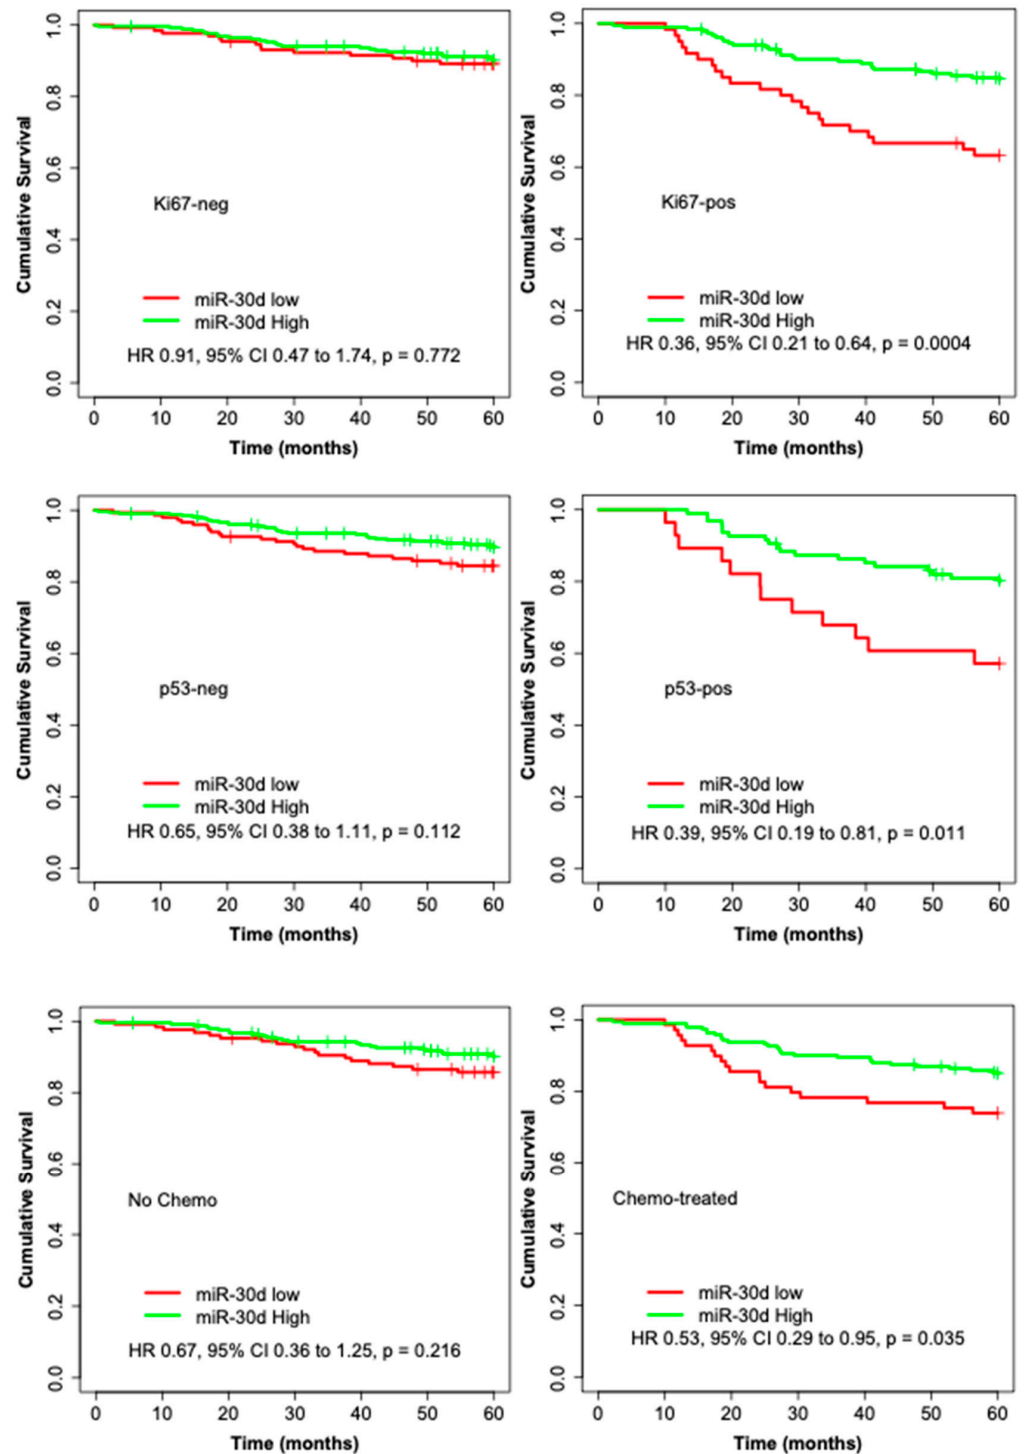 Cumulative Survival
1.0
0.8
0.6
0.4
0.2
0.0
Ki67-neg
miR-30d low
miR-30d High
HR 0.91, 95% CI 0.47 to 1.74, p = 0.772
0 10 20 30 40 50 60
Time (months)
Cumulative Survival
1.0
0.8
0.6
0.4
0.2
0.0
Ki67-pos
miR-30d low
miR-30d High
HR 0.36, 95% CI 0.21 to 0.64, p = 0.0004
0 10 20 30 40 50 60
Time (months)
Cumulative Survival
1.0
0.8
0.6
0.4
0.2
0.0
p53-neg
miR-30d low
miR-30d High
HR 0.65, 95% CI 0.38 to 1.11, p = 0.112
0 10 20 30 40 50 60
Time (months)
Cumulative Survival
1.0
0.8
0.6
0.4
0.2
0.0
p53-pos
miR-30d low
miR-30d High
HR 0.39, 95% CI 0.19 to 0.81, p = 0.011
0 10 20 30 40 50 60
Time (months)
Cumulative Survival
1.0
0.8
0.6
0.4
0.2
0.0
No Chemo
miR-30d low
miR-30d High
HR 0.67, 95% CI 0.36 to 1.25, p = 0.216
0 10 20 30 40 50 60
Time (months)
Cumulative Survival
1.0
0.8
0.6
0.4
0.2
0.0
Chemo-treated
miR-30d low
miR-30d High
HR 0.53, 95% CI 0.29 to 0.95, p = 0.035
0 10 20 30 40 50 60
Time (months)